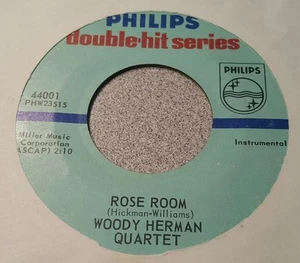 PHILIPS
double-hit series
44001
PHW23515
PHILIPS
Miller Music
Corporation
(ASCAP) 2:10
Instrumental
ROSE ROOM
(Hickman-Williams)
WOODY HERMAN
QUARTET